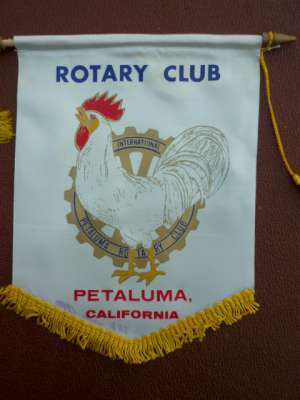 ROTARY CLUB
INTERNATIONAL
PETALUMA ROTARY CLUB
PETALUMA,
CALIFORNIA